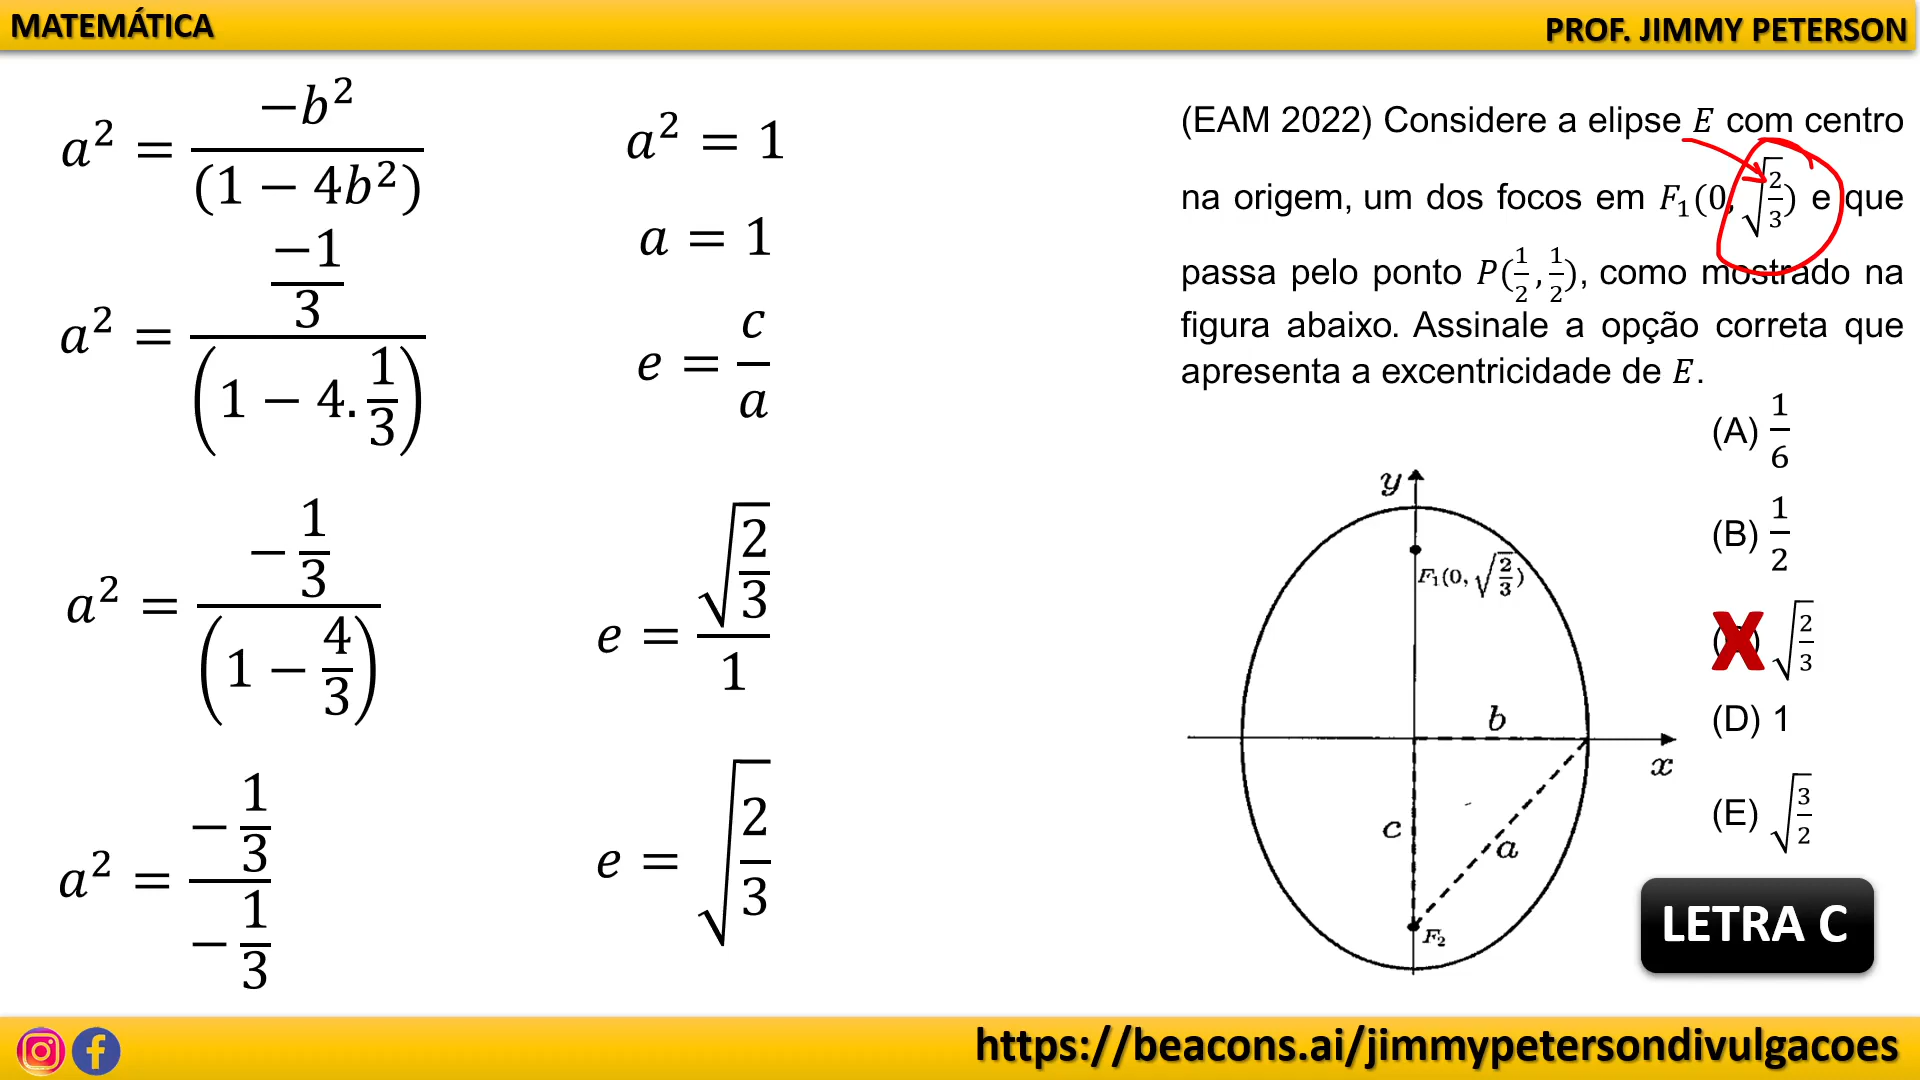 MATEMÁTICA
PROF. JIMMY PETERSON
a² = −b² / (1 − 4b²)
a² = (−1/3) / (1 − 4.1/3)
a² = (−1/3) / (1 − 4/3)
a² = (−1/3) / (−1/3)
a² = 1
a = 1
e = c/a
e = √(2/3) / 1
e = √(2/3)
(EAM 2022) Considere a elipse E com centro
na origem, um dos focos em F₁(0, √(2/3)) e que
passa pelo ponto P(1/2, 1/2), como mostrado na
figura abaixo. Assinale a opção correta que
apresenta a excentricidade de E.
(A) 1/6
(B) 1/2
X √(2/3)
(D) 1
(E) √(3/2)
y
F₁(0, √(2/3))
b
x
c
a
F₂
LETRA C
https://beacons.ai/jimmypetersondivulgacoes